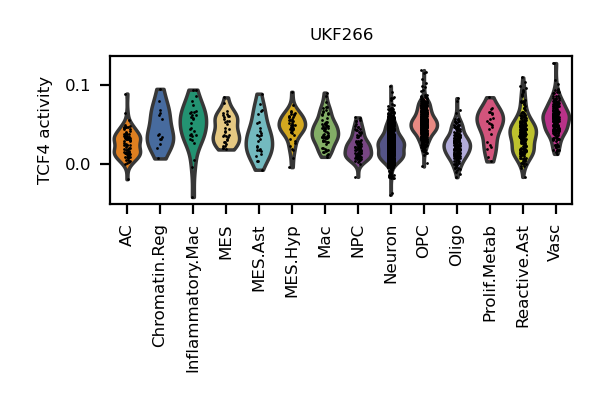 UKF266
TCF4 activity
0.1
0.0
AC
Chromatin.Reg
Inflammatory.Mac
MES
MES.Ast
MES.Hyp
Mac
NPC
Neuron
OPC
Oligo
Prolif.Metab
Reactive.Ast
Vasc